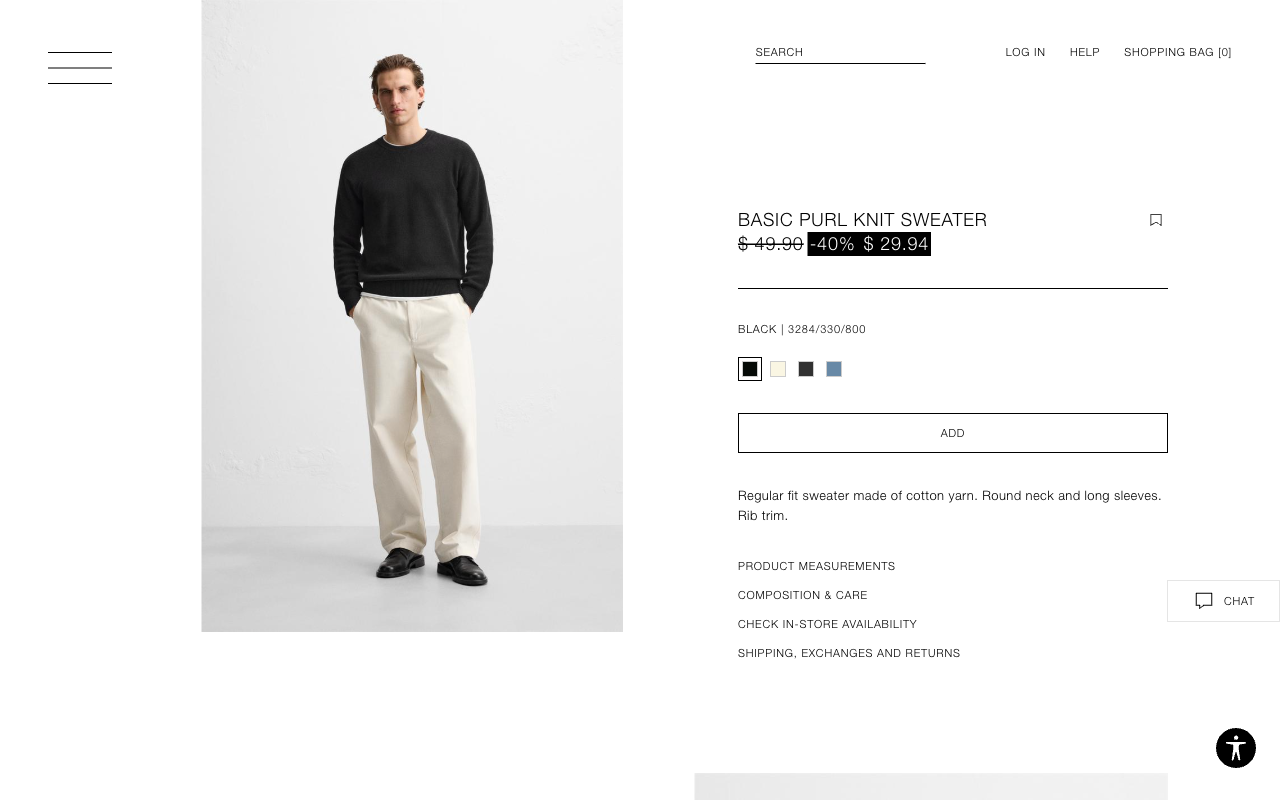 SEARCH
LOG IN
HELP
SHOPPING BAG [0]
BASIC PURL KNIT SWEATER
$ 49.90 -40% $ 29.94
BLACK | 3284/330/800
ADD
Regular fit sweater made of cotton yarn. Round neck and long sleeves.
Rib trim.
PRODUCT MEASUREMENTS
COMPOSITION & CARE
CHECK IN-STORE AVAILABILITY
SHIPPING, EXCHANGES AND RETURNS
CHAT